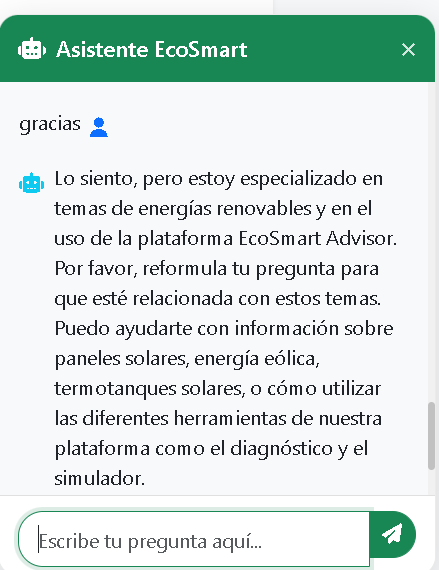 Asistente EcoSmart
gracias
Lo siento, pero estoy especializado en
temas de energías renovables y en el
uso de la plataforma EcoSmart Advisor.
Por favor, reformula tu pregunta para
que esté relacionada con estos temas.
Puedo ayudarte con información sobre
paneles solares, energía eólica,
termotanques solares, o cómo utilizar
las diferentes herramientas de nuestra
plataforma como el diagnóstico y el
simulador.
Escribe tu pregunta aquí...